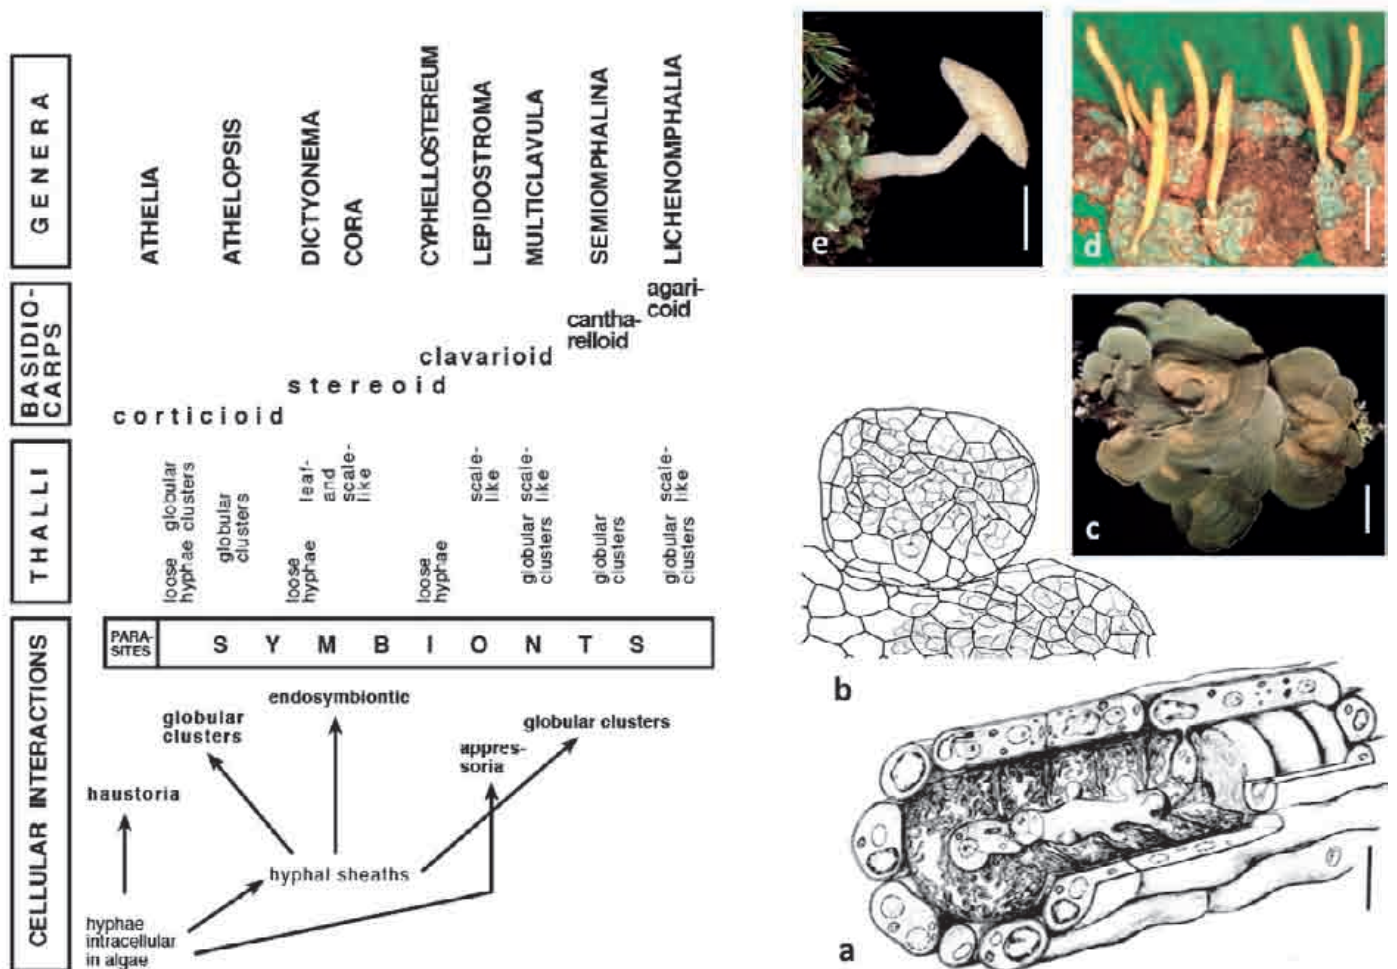 GENERA
ATHELIA
ATHELOPSIS
DICTYONEMA
CORA
CYPHELLOSTEREUM
LEPIDOSTROMA
MULTICLAVULA
SEMIOMPHALINA
LICHENOMPHALIA
BASIDIO-
CARPS
corticioid
stereoid
clavarioid
cantha-
relloid
agari-
coid
THALLI
loose
hyphae
globular
clusters
globular
clusters
loose
hyphae
leaf-
and
scale-
like
loose
hyphae
scale-
like
globular
clusters
scale-
like
globular
clusters
globular
clusters
scale-
like
PARA-
SITES
SYMBIONTS
CELLULAR INTERACTIONS
haustoria
globular
clusters
endosymbiontic
appres-
soria
globular clusters
hyphal sheaths
hyphae
intracellular
in algae
e
d
c
b
a